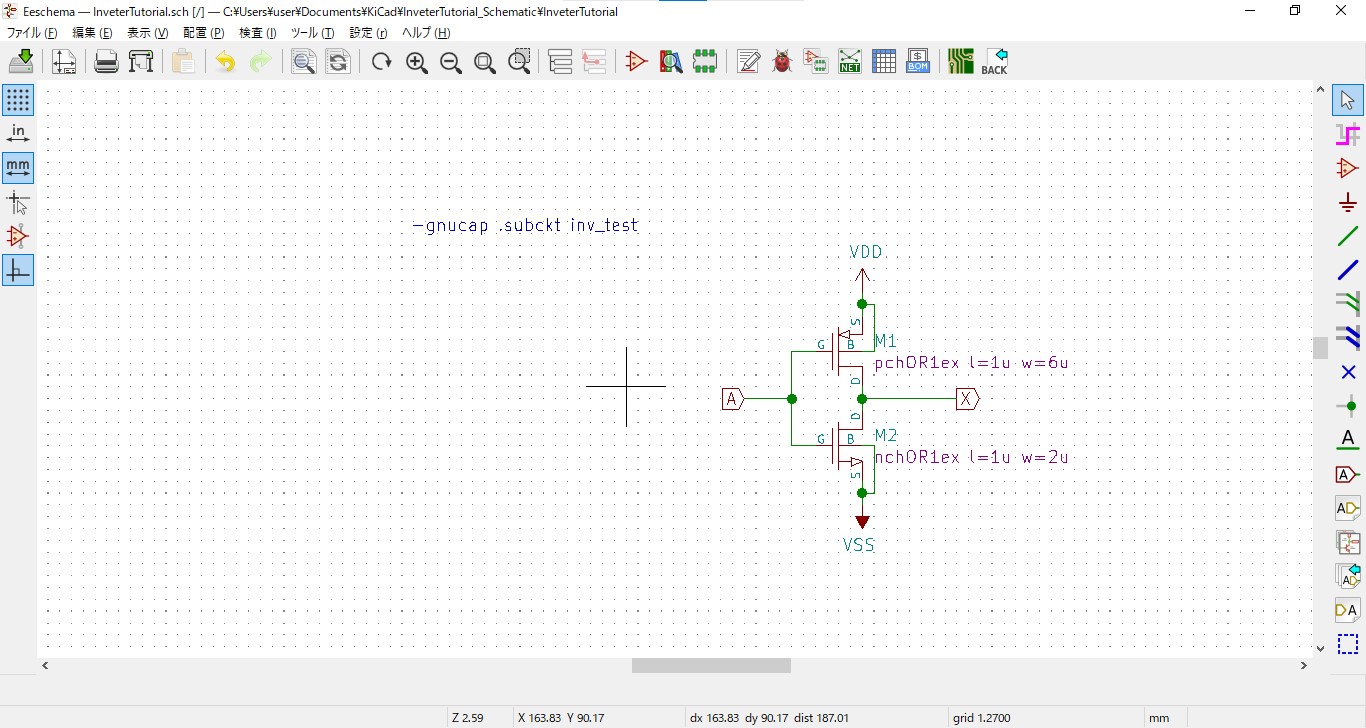 Eeschema — InveterTutorial.sch [/] — C:¥Users¥user¥Documents¥KiCad¥InveterTutorial_Schematic¥InveterTutorial
ファイル (F) 編集 (E) 表示 (V) 配置 (P) 検査 (I) ツール (T) 設定 (r) ヘルプ (H)
NET
BOM
BACK
in
mm
-gnucap .subckt inv_test
VDD
S
G B M1
pchOR1ex l=1u w=6u
D
A X
D
G B M2
nchOR1ex l=1u w=2u
S
VSS
A
A
AD
AD
DA
Z 2.59 X 163.83 Y 90.17 dx 163.83 dy 90.17 dist 187.01 grid 1.2700 mm